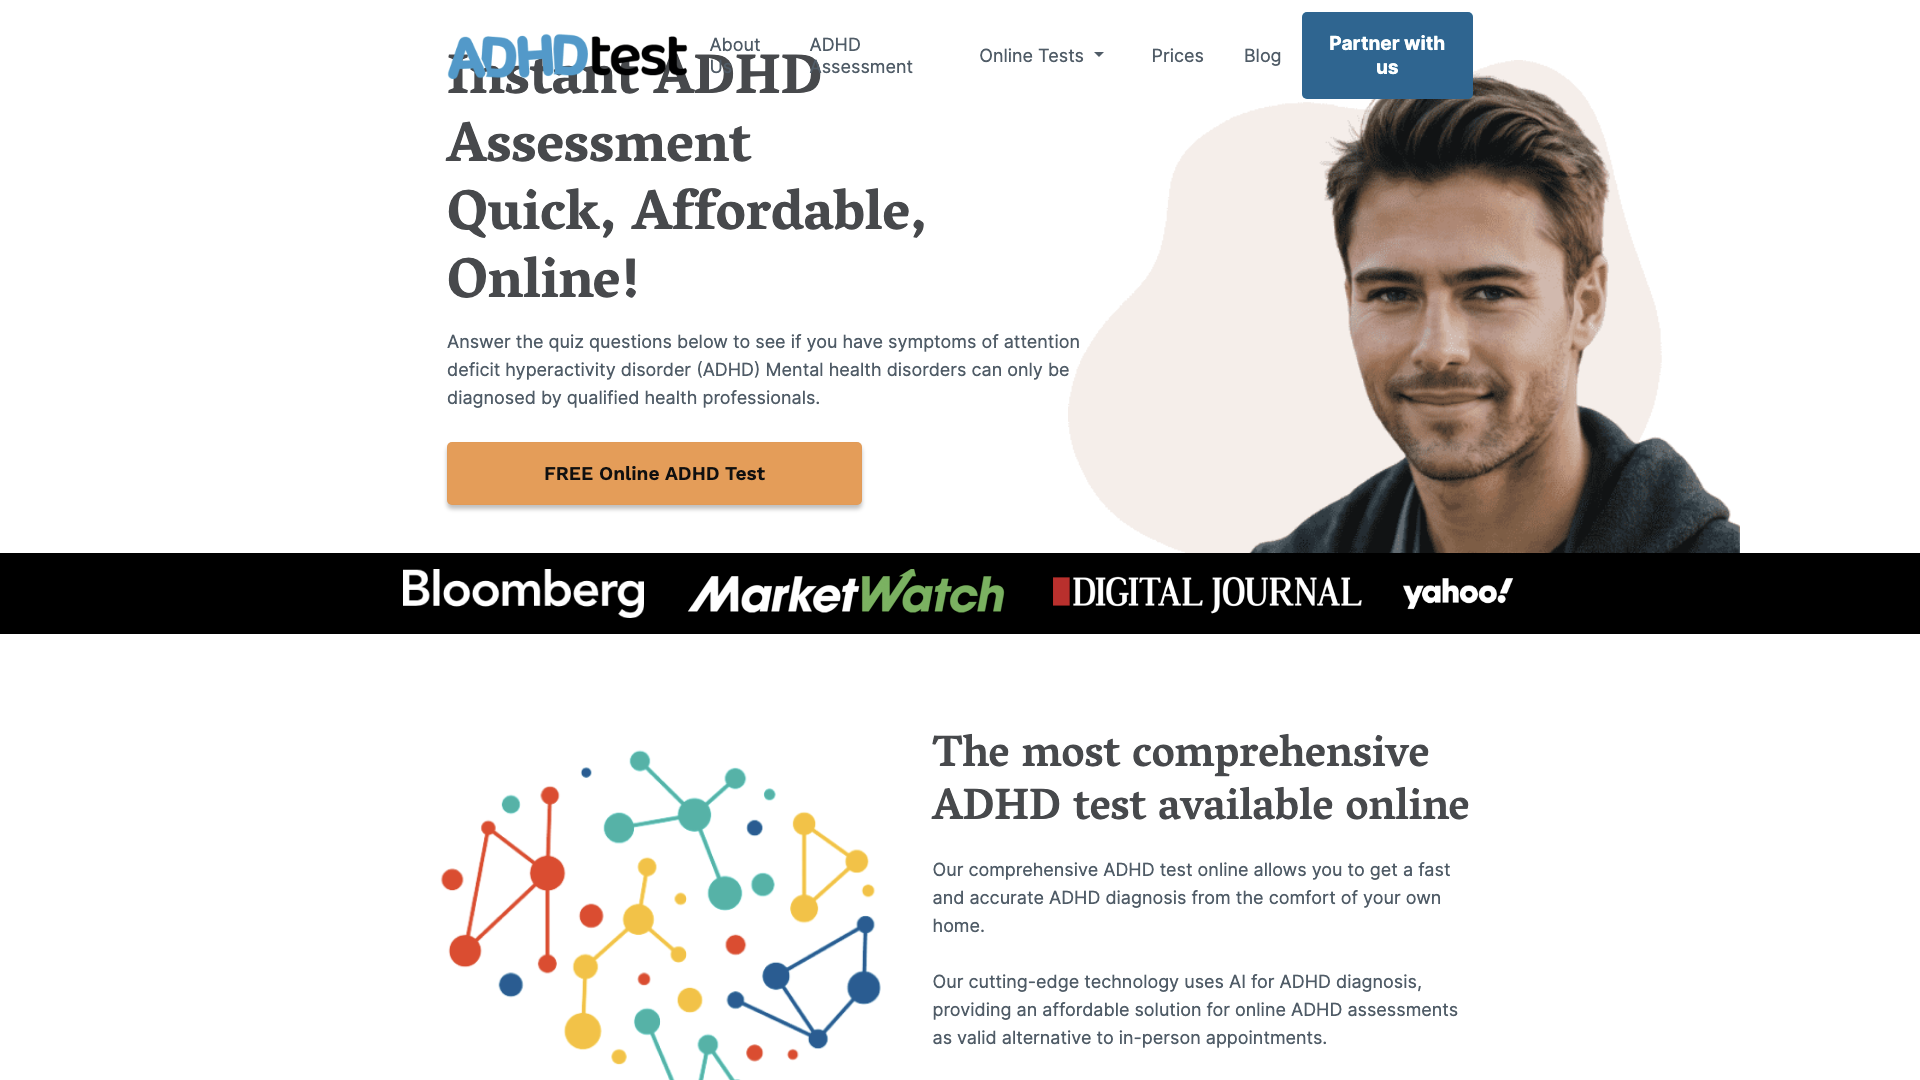 ADHDtest
About Us
ADHD Assessment
Online Tests
Prices
Blog
Partner with us
Instant ADHD
Assessment
Quick, Affordable,
Online!
Answer the quiz questions below to see if you have symptoms of attention
deficit hyperactivity disorder (ADHD) Mental health disorders can only be
diagnosed by qualified health professionals.
FREE Online ADHD Test
Bloomberg
MarketWatch
DIGITAL JOURNAL
yahoo!
The most comprehensive
ADHD test available online
Our comprehensive ADHD test online allows you to get a fast
and accurate ADHD diagnosis from the comfort of your own
home.
Our cutting-edge technology uses AI for ADHD diagnosis,
providing an affordable solution for online ADHD assessments
as valid alternative to in-person appointments.